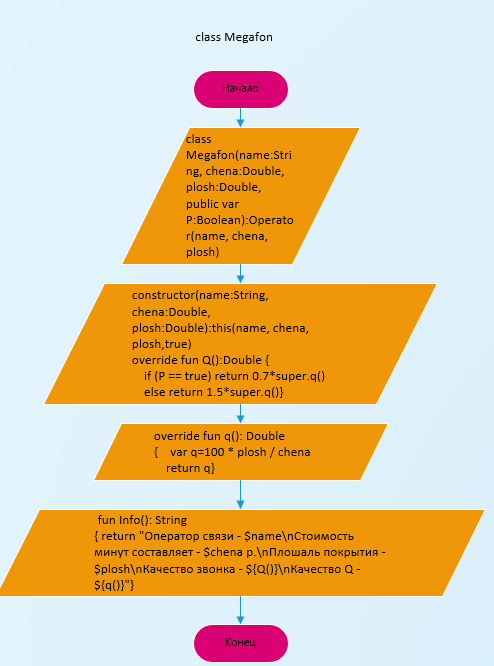 class Megafon
Начало
class
Megafon(name:Stri
ng, chena:Double,
plosh:Double,
public var
P:Boolean):Operato
r(name, chena,
plosh)
constructor(name:String,
chena:Double,
plosh:Double):this(name, chena,
plosh,true)
override fun Q():Double {
if (P == true) return 0.7*super.q()
else return 1.5*super.q()}
override fun q(): Double
{ var q=100 * plosh / chena
return q}
fun Info(): String
{ return "Оператор связи - $name\nСтоимость
минут составляет - $chena р.\nПлошаль покрытия -
$plosh\nКачество звонка - ${Q()}\nКачество Q -
${q()}"}
Конец